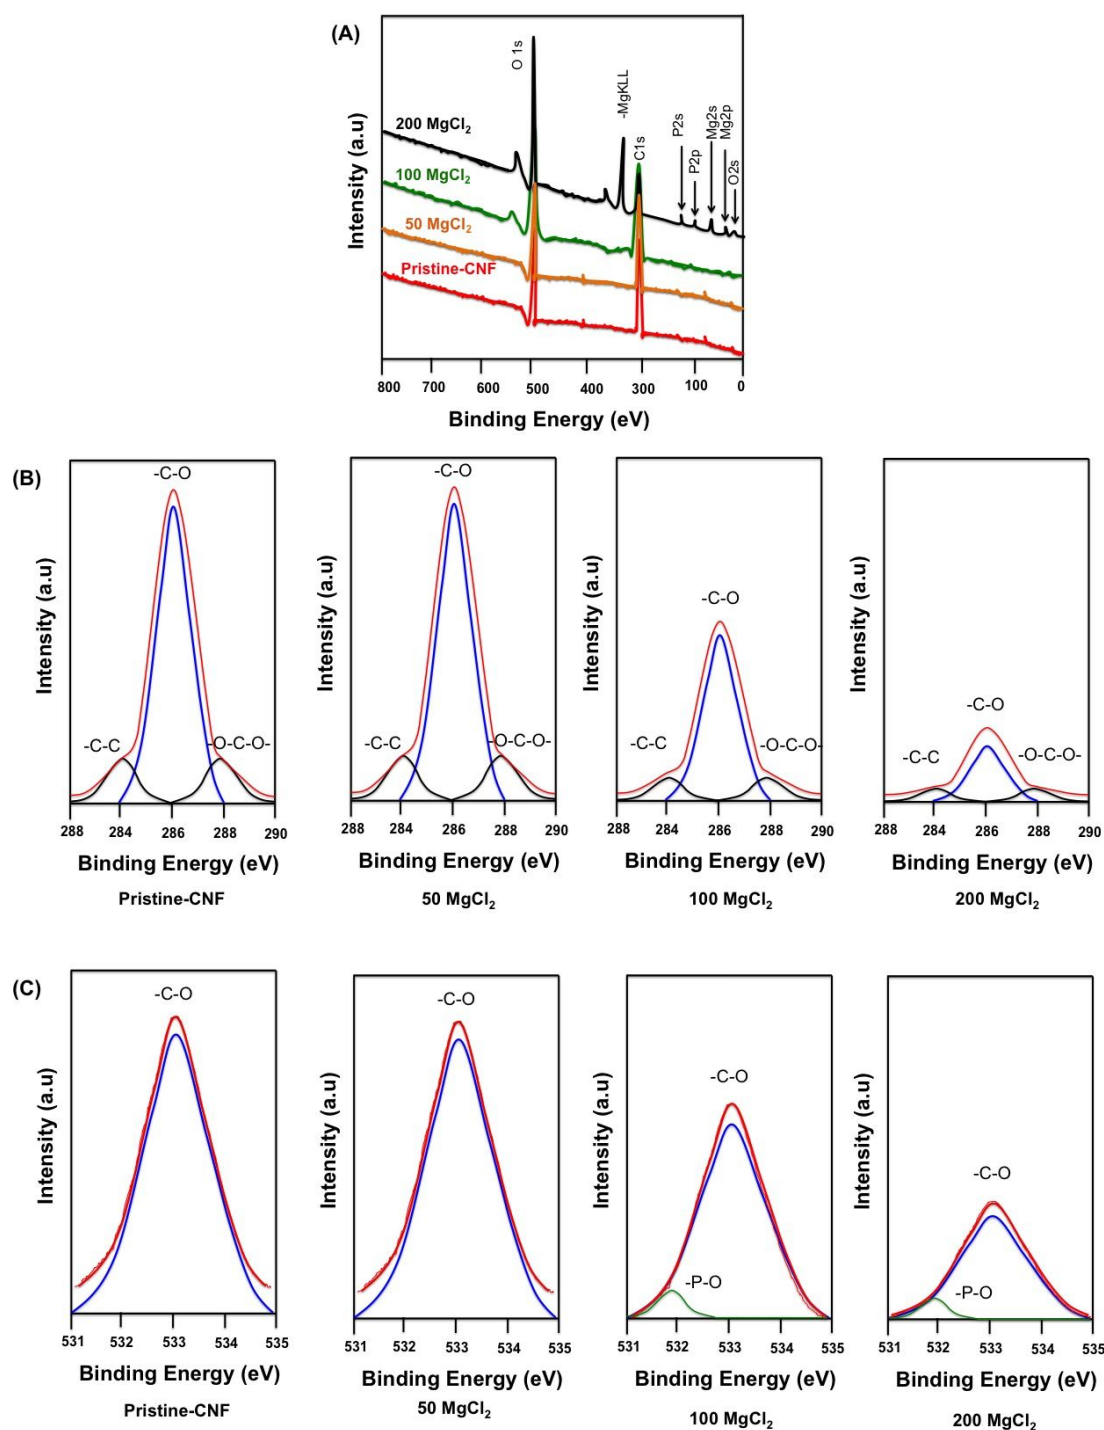 (A)
Intensity (a.u)
O 1s
-MgKLL
C1s
P2s
P2p
Mg2s
Mg2p
O2s
200 MgCl₂
100 MgCl₂
50 MgCl₂
Pristine-CNF
800 700 600 500 400 300 200 100 0
Binding Energy (eV)
(B)
Intensity (a.u)
-C-O
-C-C
-O-C-O-
288 284 286 288 290
Binding Energy (eV)
Pristine-CNF
Intensity (a.u)
-C-O
-C-C
-O-C-O-
288 284 286 288 290
Binding Energy (eV)
50 MgCl₂
Intensity (a.u)
-C-O
-C-C
-O-C-O-
288 284 286 288 290
Binding Energy (eV)
100 MgCl₂
Intensity (a.u)
-C-O
-C-C
-O-C-O-
288 284 286 288 290
Binding Energy (eV)
200 MgCl₂
(C)
Intensity (a.u)
-C-O
531 532 533 534 535
Binding Energy (eV)
Pristine-CNF
Intensity (a.u)
-C-O
531 532 533 534 535
Binding Energy (eV)
50 MgCl₂
Intensity (a.u)
-C-O
-P-O
531 532 533 534 535
Binding Energy (eV)
100 MgCl₂
Intensity (a.u)
-C-O
-P-O
531 532 533 534 535
Binding Energy (eV)
200 MgCl₂